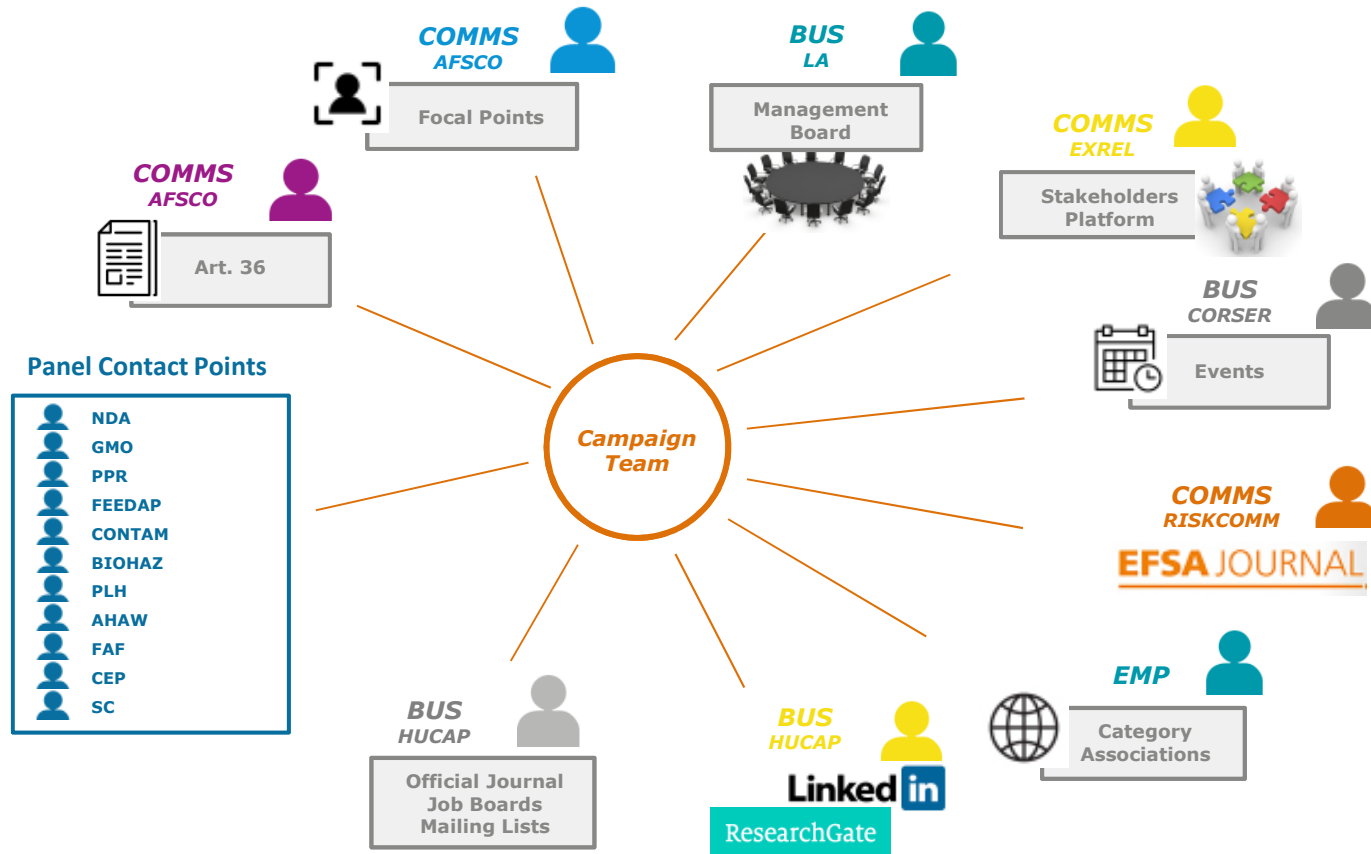 COMMS
AFSCO
Focal Points
BUS
LA
Management
Board
COMMS
EXREL
Stakeholders
Platform
COMMS
AFSCO
Art. 36
BUS
CORSER
Events
Panel Contact Points
NDA
GMO
PPR
FEEDAP
CONTAM
BIOHAZ
PLH
AHAW
FAF
CEP
SC
Campaign
Team
COMMS
RISKCOMM
EFSA JOURNAL
EMP
Category
Associations
BUS
HUCAP
Official Journal
Job Boards
Mailing Lists
BUS
HUCAP
Linked in
ResearchGate